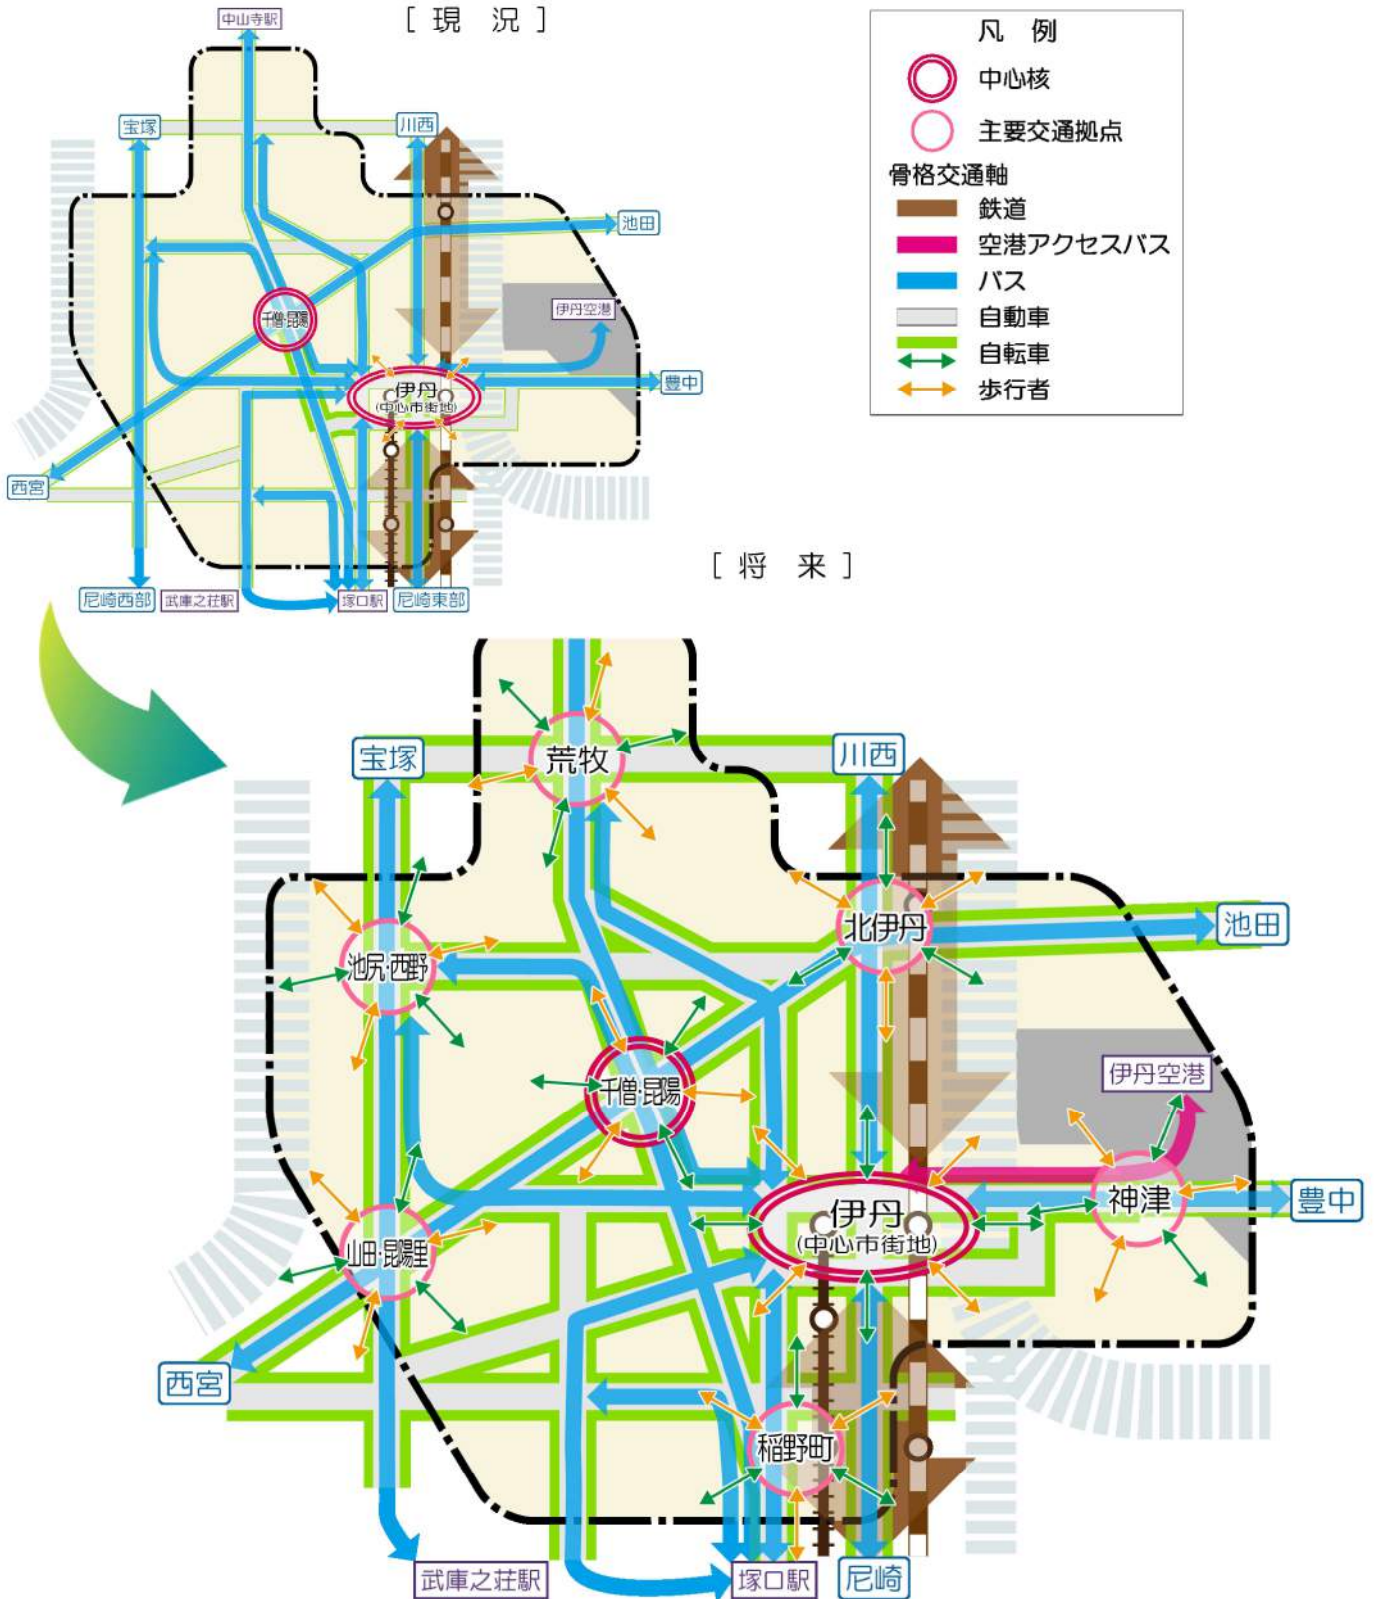 [ 現 況 ]
中山寺駅
宝塚
川西
池田
千僧・昆陽
伊丹空港
伊丹
(中心市街地)
豊中
西宮
尼崎西部
武庫之荘駅
塚口駅
尼崎東部
凡 例
中心核
主要交通拠点
骨格交通軸
鉄道
空港アクセスバス
バス
自動車
自転車
歩行者
[ 将 来 ]
宝塚
荒牧
川西
池尻・西野
北伊丹
池田
千僧・昆陽
伊丹空港
伊丹
(中心市街地)
神津
豊中
山田・昆陽里
西宮
稲野町
武庫之荘駅
塚口駅
尼崎